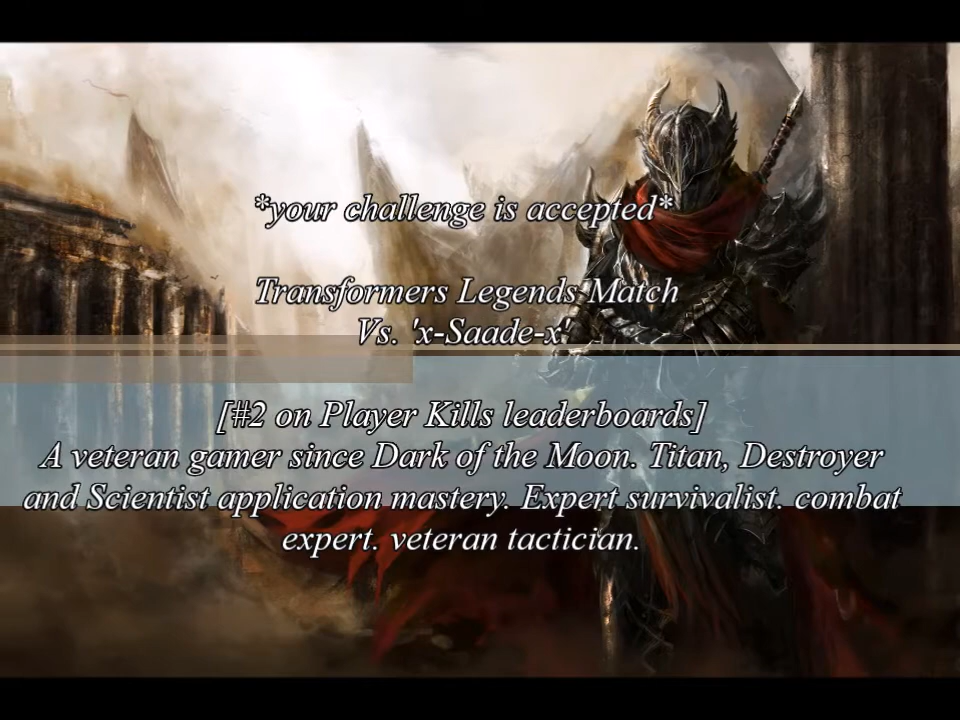 *your challenge is accepted*
Transformers Legends Match
Vs. 'x-Saade-x'
[#2 on Player Kills leaderboards]
A veteran gamer since Dark of the Moon. Titan, Destroyer
and Scientist application mastery. Expert survivalist. combat
expert. veteran tactician.